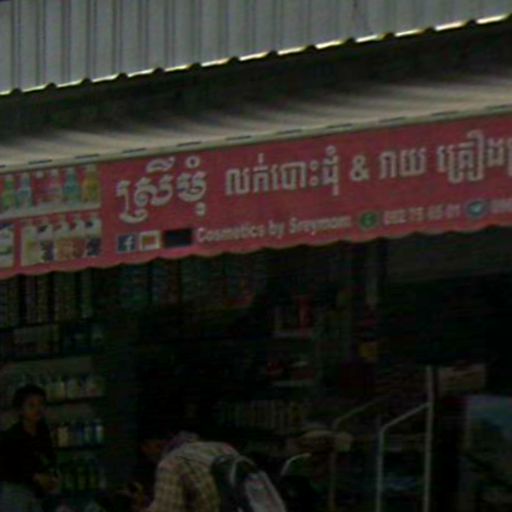 ស្រីមុំ លក់បោះដុំ & រាយ គ្រឿង
Cosmetics by Sreymom